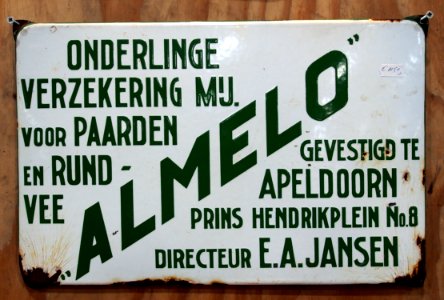 ONDERLINGE
VERZEKERING MIJ.
VOOR PAARDEN
EN RUND-
VEE
„ALMELO”
GEVESTIGD TE
APELDOORN
PRINS HENDRIKPLEIN No. 8
DIRECTEUR E.A. JANSEN